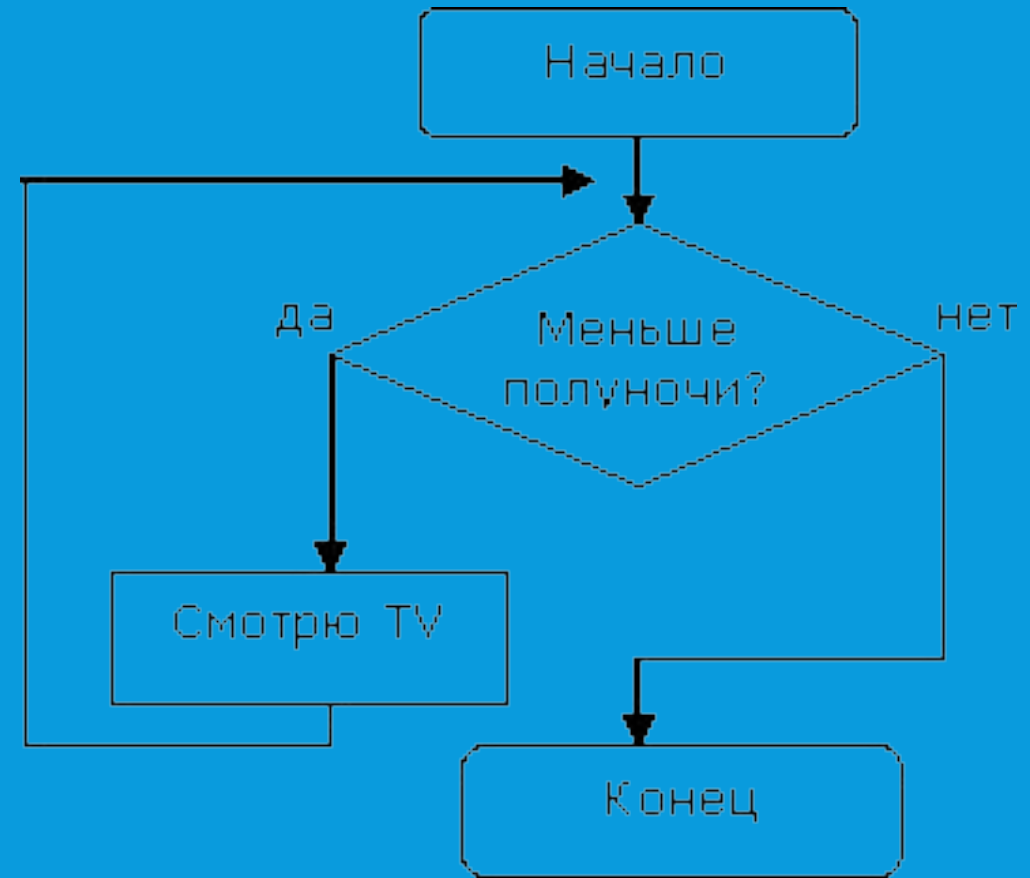 Начало
да
Меньше
полуночи?
нет
Смотрю TV
Конец